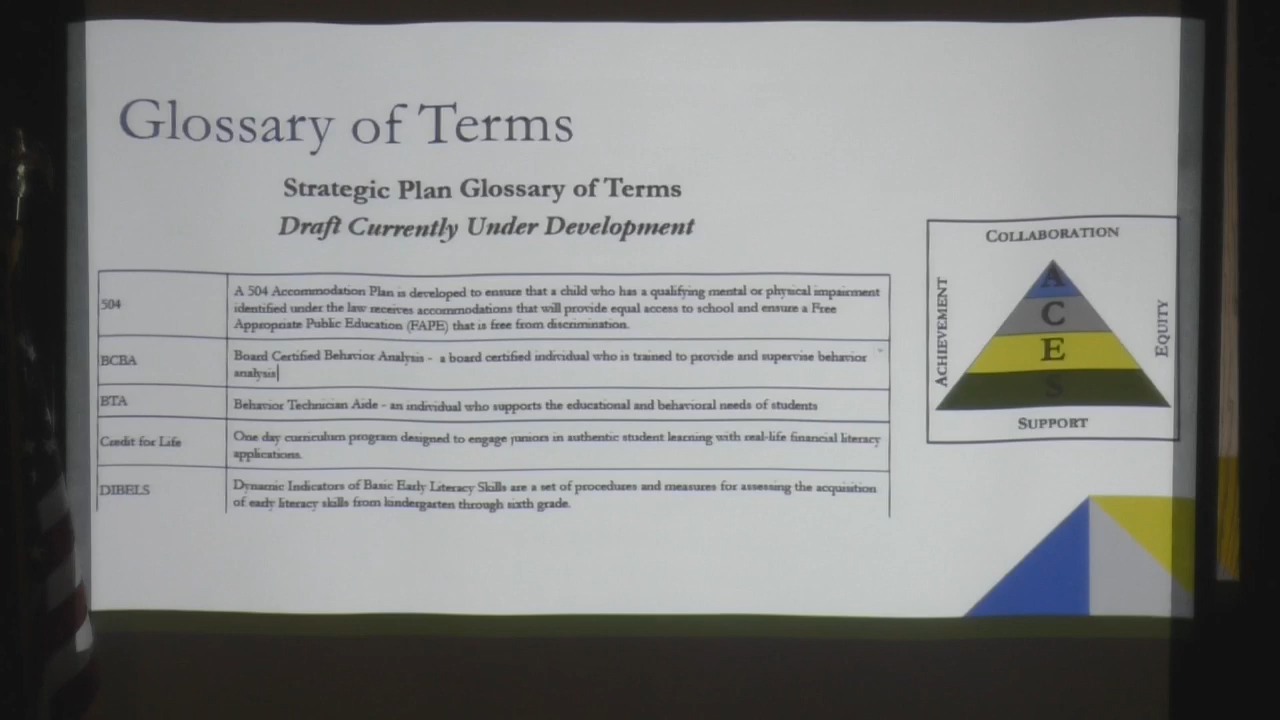 Glossary of Terms
Strategic Plan Glossary of Terms
Draft Currently Under Development
504
A 504 Accommodation Plan is developed to ensure that a child who has a qualifying mental or physical impairment
identified under the law receives accommodations that will provide equal access to school and ensure a Free
Appropriate Public Education (FAPE) that is free from discrimination.
BCBA
Board Certified Behavior Analysis - a board certified individual who is trained to provide and supervise behavior
analysis
BTA
Behavior Technician Aide - an individual who supports the educational and behavioral needs of students
Credit for Life
One day curriculum program designed to engage juniors in authentic student learning with real-life financial literacy
applications.
DIBELS
Dynamic Indicators of Basic Early Literacy Skills are a set of procedures and measures for assessing the acquisition
of early literacy skills from kindergarten through sixth grade.
COLLABORATION
ACHIEVEMENT
A
C
E
S
EQUITY
SUPPORT